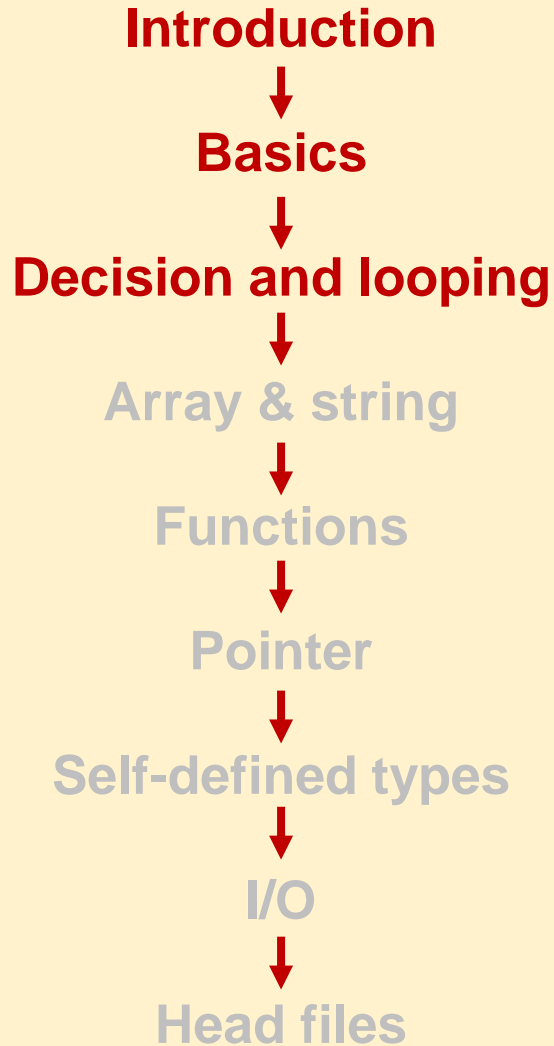 Introduction
Basics
Decision and looping
Array & string
Functions
Pointer
Self-defined types
I/O
Head files